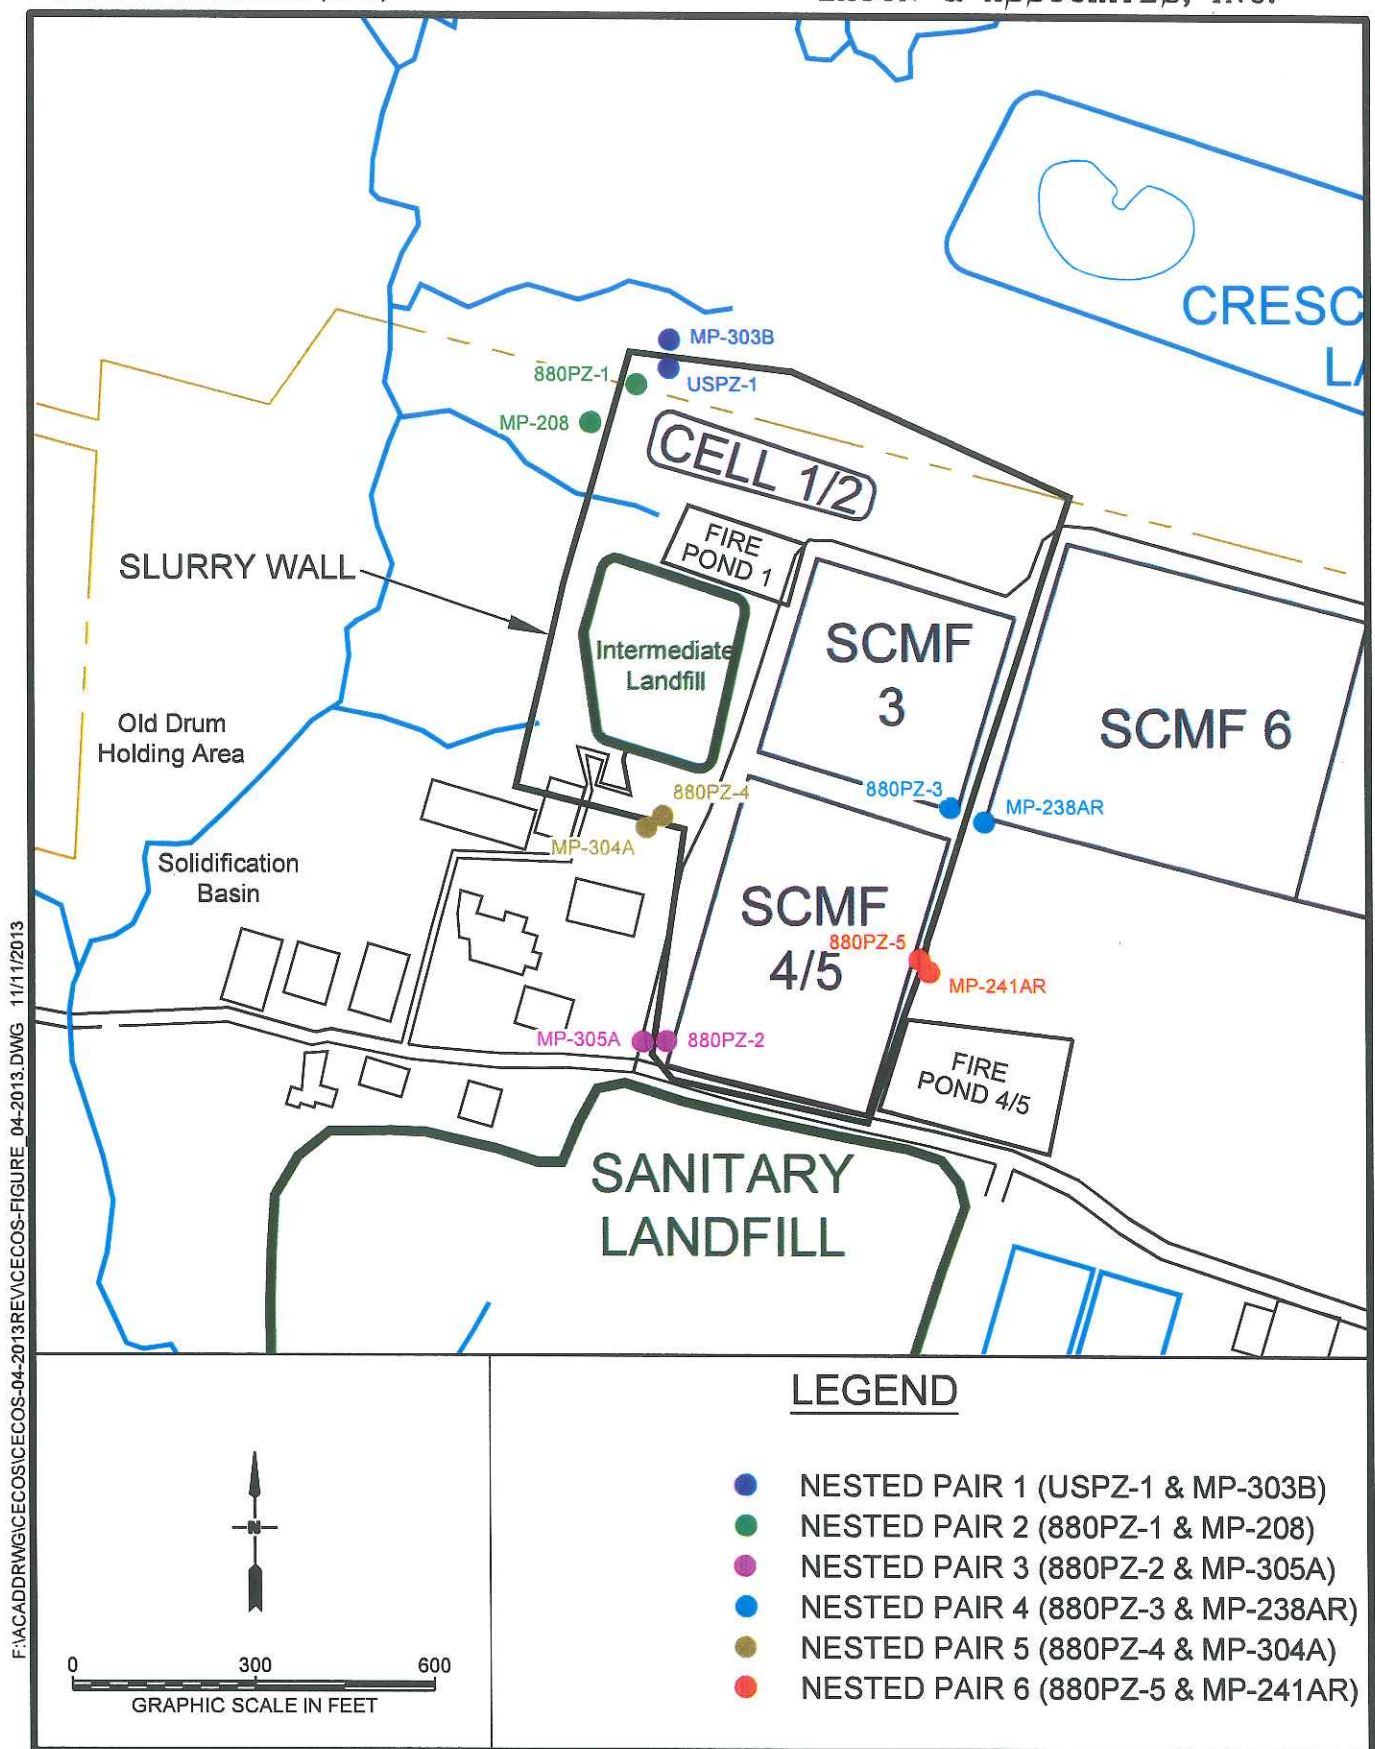 CRESC
LA
MP-303B
880PZ-1
USPZ-1
MP-208
CELL 1/2
FIRE
POND 1
SLURRY WALL
SCMF
3
Intermediate
Landfill
SCMF 6
Old Drum
Holding Area
880PZ-4
880PZ-3
MP-238AR
MP-304A
Solidification
Basin
SCMF
4/5
880PZ-5
MP-241AR
MP-305A
880PZ-2
FIRE
POND 4/5
SANITARY
LANDFILL
F:\ACADDRWG\CECOS\CECOS-04-2013REV\CECOS-FIGURE_04-2013.DWG 11/11/2013
LEGEND
NESTED PAIR 1 (USPZ-1 & MP-303B)
NESTED PAIR 2 (880PZ-1 & MP-208)
NESTED PAIR 3 (880PZ-2 & MP-305A)
NESTED PAIR 4 (880PZ-3 & MP-238AR)
NESTED PAIR 5 (880PZ-4 & MP-304A)
NESTED PAIR 6 (880PZ-5 & MP-241AR)
N
0 300 600
GRAPHIC SCALE IN FEET